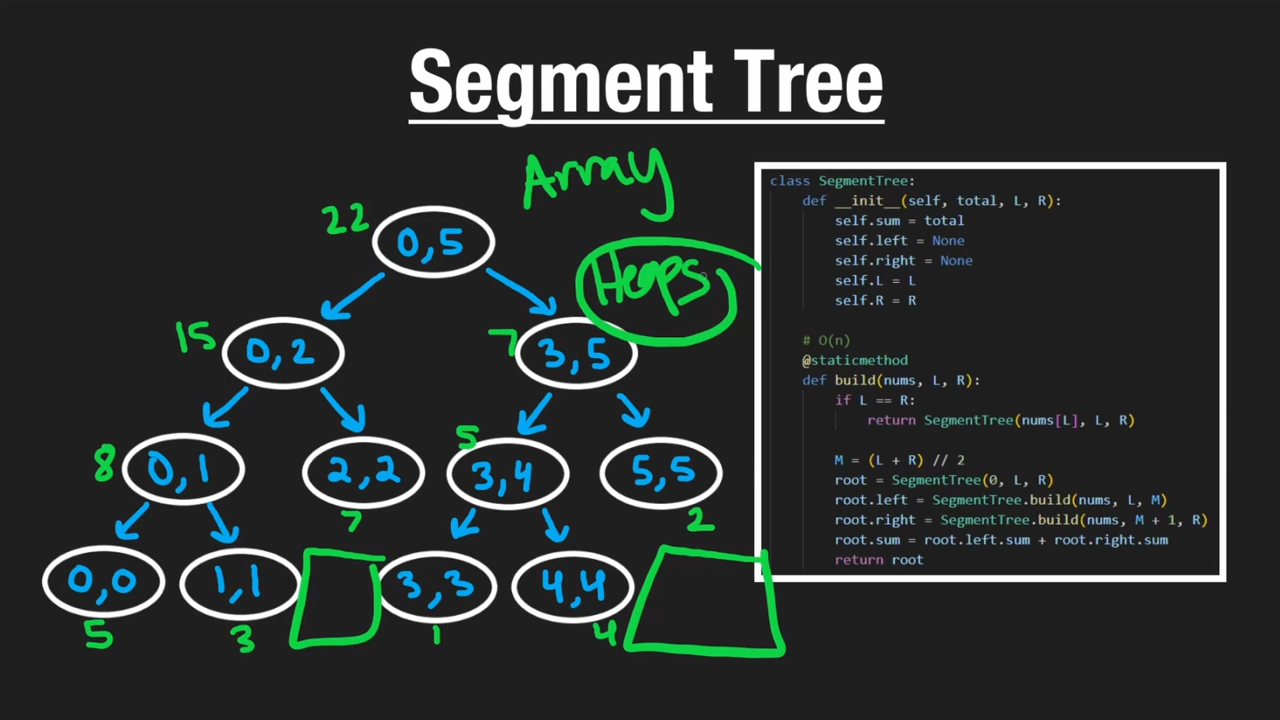 Segment Tree
Array
Heaps
22
0,5
15
0,2
7
3,5
8
0,1
2,2
5
3,4
5,5
7
2
0,0
1,1
3,3
4,4
5
3
1
4
class SegmentTree:
    def __init__(self, total, L, R):
        self.sum = total
        self.left = None
        self.right = None
        self.L = L
        self.R = R
    # O(n)
    @staticmethod
    def build(nums, L, R):
        if L == R:
            return SegmentTree(nums[L], L, R)
        M = (L + R) // 2
        root = SegmentTree(0, L, R)
        root.left = SegmentTree.build(nums, L, M)
        root.right = SegmentTree.build(nums, M + 1, R)
        root.sum = root.left.sum + root.right.sum
        return root